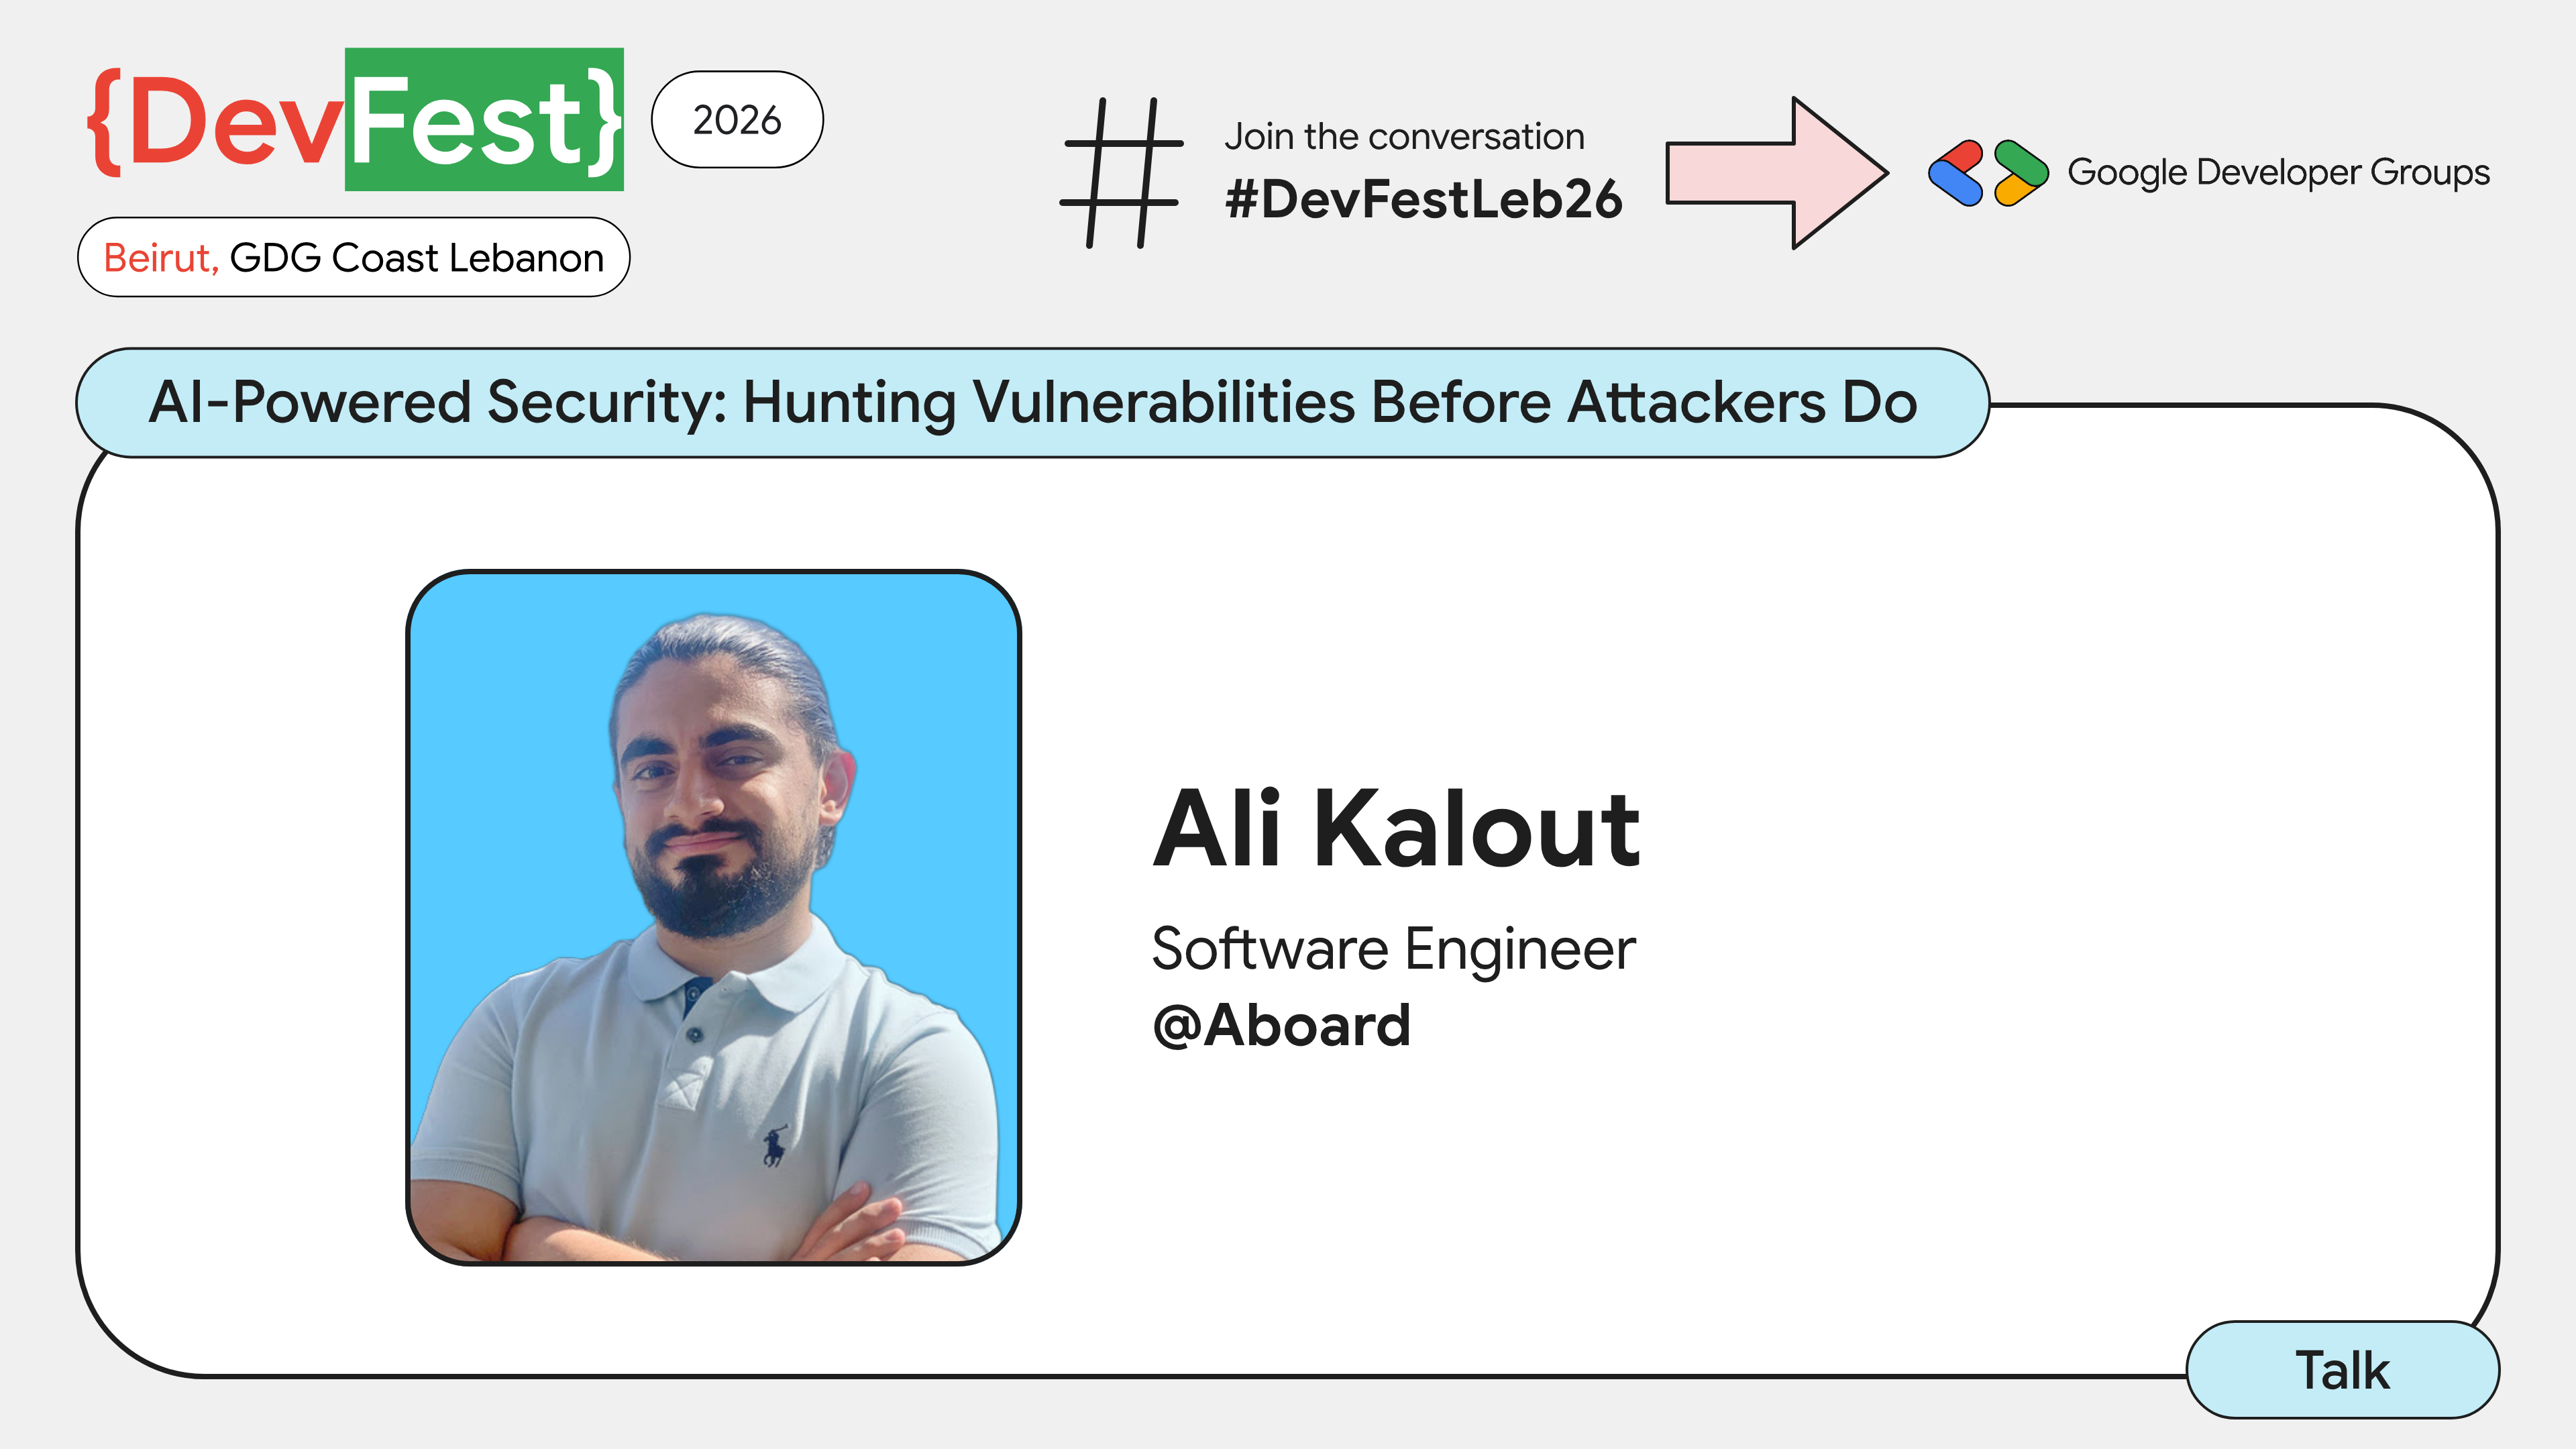 {DevFest}
2026
Beirut, GDG Coast Lebanon
Join the conversation
#DevFestLeb26
Google Developer Groups
AI-Powered Security: Hunting Vulnerabilities Before Attackers Do
Ali Kalout
Software Engineer
@Aboard
Talk